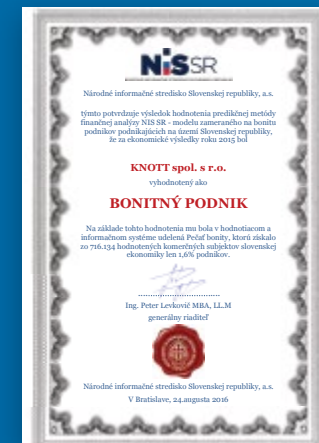 NiSSR
Národné informačné stredisko Slovenskej republiky, a.s.
týmto potvrdzuje výsledok hodnotenia predikčnej metódy
finančnej analýzy NIS SR - modelu zameraného na bonitu
podnikov podnikajúcich na území Slovenskej republiky,
že za ekonomické výsledky roku 2015 bol
KNOTT spol. s r.o.
vyhodnotený ako
BONITNÝ PODNIK
Na základe tohto hodnotenia mu bola v hodnotiacom a
informačnom systéme udelená Pečať bonity, ktorú získalo
zo 716.134 hodnotených komerčných subjektov slovenskej
ekonomiky len 1,6% podnikov.
Ing. Peter Levkovič MBA, LL.M
generálny riaditeľ
Národné informačné stredisko Slovenskej republiky, a.s.
V Bratislave, 24.augusta 2016